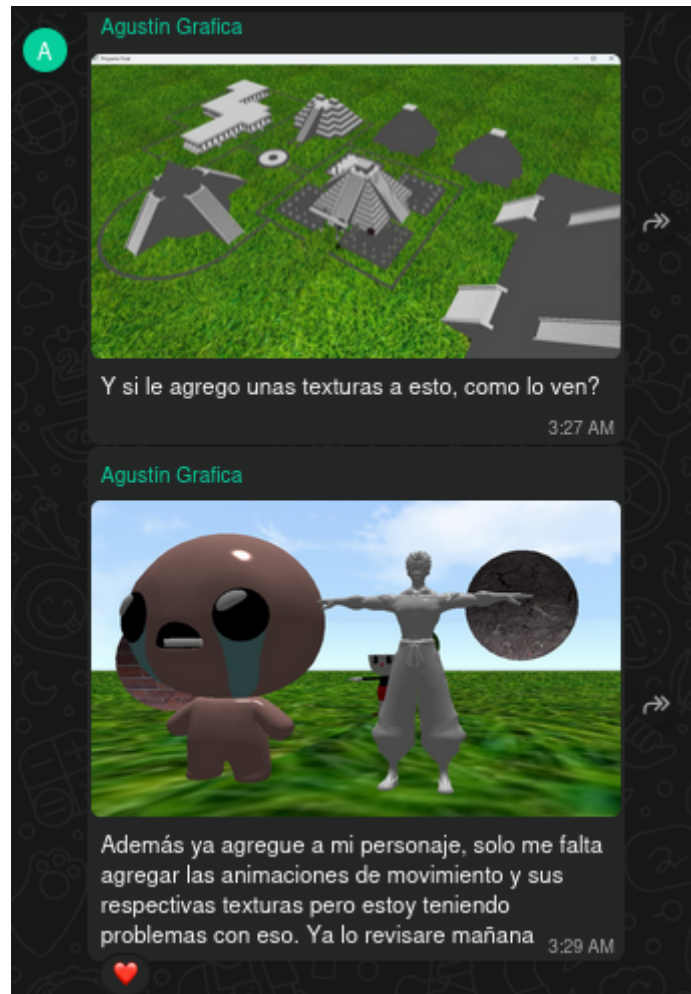 Agustín Grafica
A
Proyecto Final
Y si le agrego unas texturas a esto, como lo ven?
3:27 AM
Agustín Grafica
Además ya agregue a mi personaje, solo me falta
agregar las animaciones de movimiento y sus
respectivas texturas pero estoy teniendo
problemas con eso. Ya lo revisare mañana
3:29 AM